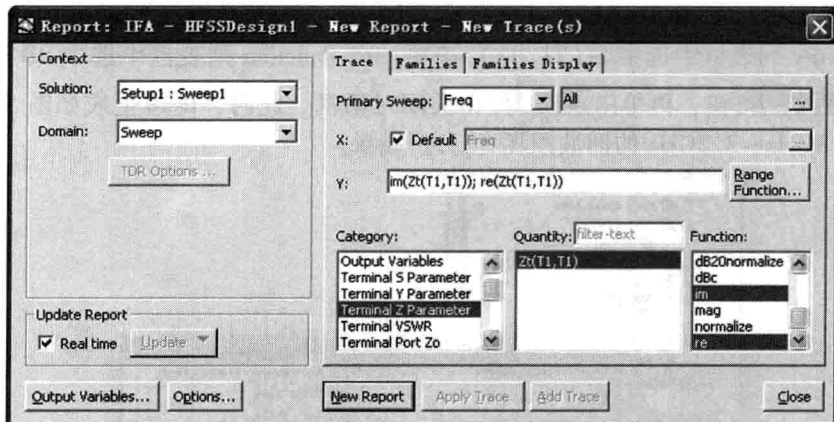 Report: IFA - HFSSDesign1 - New Report - New Trace(s)
Context
Solution: Setup1 : Sweep1
Domain: Sweep
TDR Options ...
Update Report
Real time Update
Output Variables... Options...
Trace Families Families Display
Primary Sweep: Freq All ...
X: Default Freq ...
Y: im(Zt(T1,T1)); re(Zt(T1,T1)) Range Function...
Category: Quantity: filter-text Function:
Output Variables
Terminal S Parameter
Terminal Y Parameter
Terminal Z Parameter
Terminal VSWR
Terminal Port Zo
Zt(T1,T1)
dB20normalize
dBc
im
mag
normalize
re
New Report Apply Trace Add Trace Close